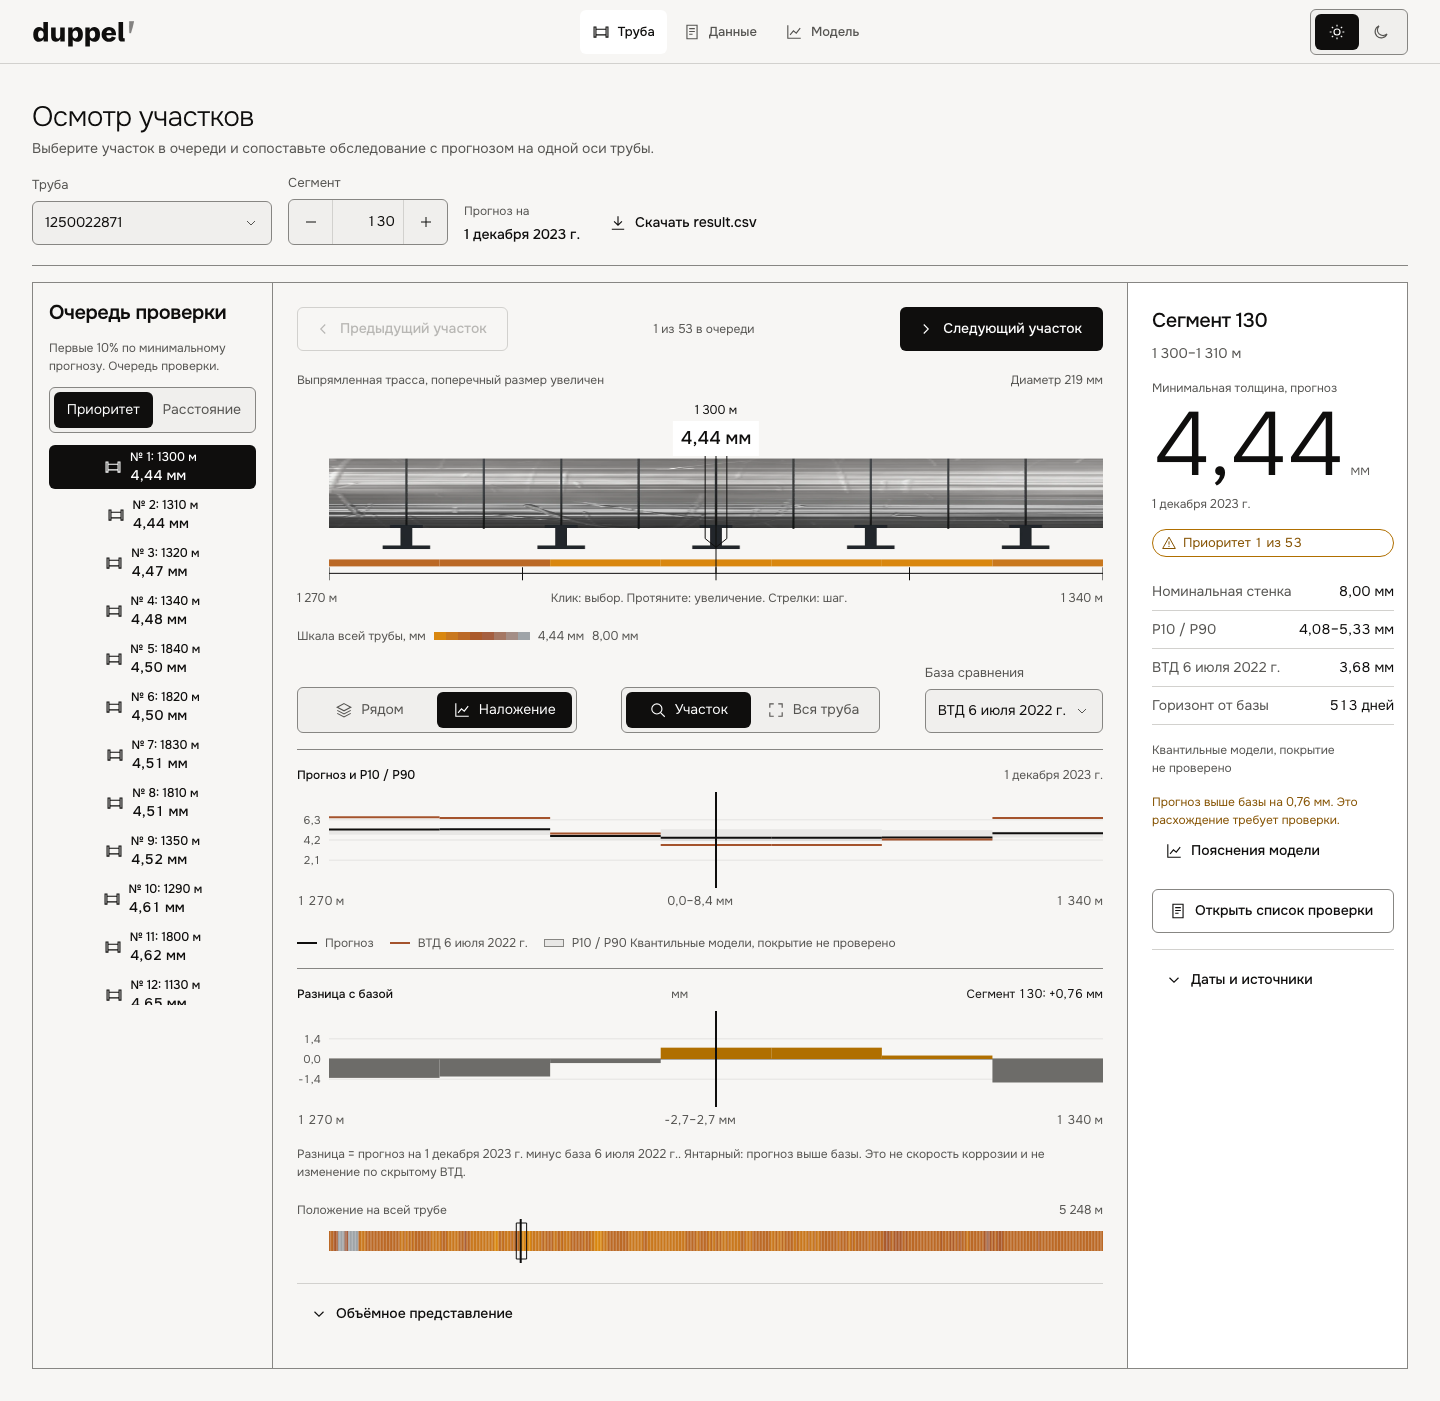 duppel'
Труба
Данные
Модель
Осмотр участков
Выберите участок в очереди и сопоставьте обследование с прогнозом на одной оси трубы.
Труба
1250022871
Сегмент
130
Прогноз на
1 декабря 2023 г.
Скачать result.csv
Очередь проверки
Первые 10% по минимальному
прогнозу. Очередь проверки.
Приоритет
Расстояние
№ 1: 1300 м
4,44 мм
№ 2: 1310 м
4,44 мм
№ 3: 1320 м
4,47 мм
№ 4: 1340 м
4,48 мм
№ 5: 1840 м
4,50 мм
№ 6: 1820 м
4,50 мм
№ 7: 1830 м
4,51 мм
№ 8: 1810 м
4,51 мм
№ 9: 1350 м
4,52 мм
№ 10: 1290 м
4,61 мм
№ 11: 1800 м
4,62 мм
№ 12: 1130 м
4,65 мм
Предыдущий участок
1 из 53 в очереди
Следующий участок
Выпрямленная трасса, поперечный размер увеличен
Диаметр 219 мм
1 300 м
4,44 мм
1 270 м
Клик: выбор. Протяните: увеличение. Стрелки: шаг.
1 340 м
Шкала всей трубы, мм
4,44 мм
8,00 мм
Рядом
Наложение
Участок
Вся труба
База сравнения
ВТД 6 июля 2022 г.
Прогноз и P10 / P90
1 декабря 2023 г.
6,3
4,2
2,1
1 270 м
0,0–8,4 мм
1 340 м
Прогноз
ВТД 6 июля 2022 г.
P10 / P90 Квантильные модели, покрытие не проверено
Разница с базой
мм
Сегмент 130: +0,76 мм
1,4
0,0
-1,4
1 270 м
-2,7–2,7 мм
1 340 м
Разница = прогноз на 1 декабря 2023 г. минус база 6 июля 2022 г.. Янтарный: прогноз выше базы. Это не скорость коррозии и не
изменение по скрытому ВТД.
Положение на всей трубе
5 248 м
Объёмное представление
Сегмент 130
1 300–1 310 м
Минимальная толщина, прогноз
4,44 мм
1 декабря 2023 г.
Приоритет 1 из 53
Номинальная стенка
8,00 мм
P10 / P90
4,08–5,33 мм
ВТД 6 июля 2022 г.
3,68 мм
Горизонт от базы
513 дней
Квантильные модели, покрытие
не проверено
Прогноз выше базы на 0,76 мм. Это
расхождение требует проверки.
Пояснения модели
Открыть список проверки
Даты и источники